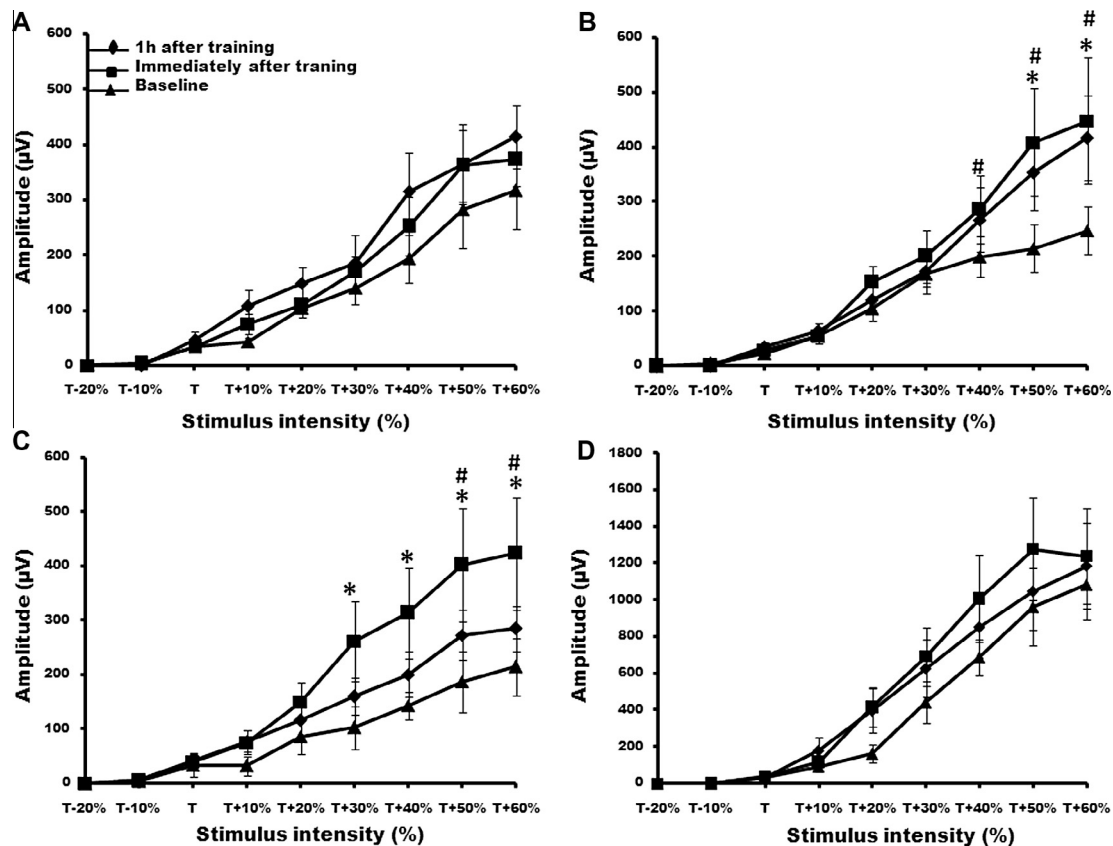 A
600
500
400
300
200
100
0
Amplitude (µV)
1h after training
Immediately after traning
Baseline
T-20% T-10% T T+10% T+20% T+30% T+40% T+50% T+60%
Stimulus intensity (%)
B
600
500
400
300
200
100
0
Amplitude (µV)
#
#
*
#
*
T-20% T-10% T T+10% T+20% T+30% T+40% T+50% T+60%
Stimulus intensity (%)
C
600
500
400
300
200
100
0
Amplitude (µV)
*
*
#
*
#
*
T-20% T-10% T T+10% T+20% T+30% T+40% T+50% T+60%
Stimulus intensity (%)
D
1800
1600
1400
1200
1000
800
600
400
200
0
Amplitude (µV)
T-20% T-10% T T+10% T+20% T+30% T+40% T+50% T+60%
Stimulus intensity (%)